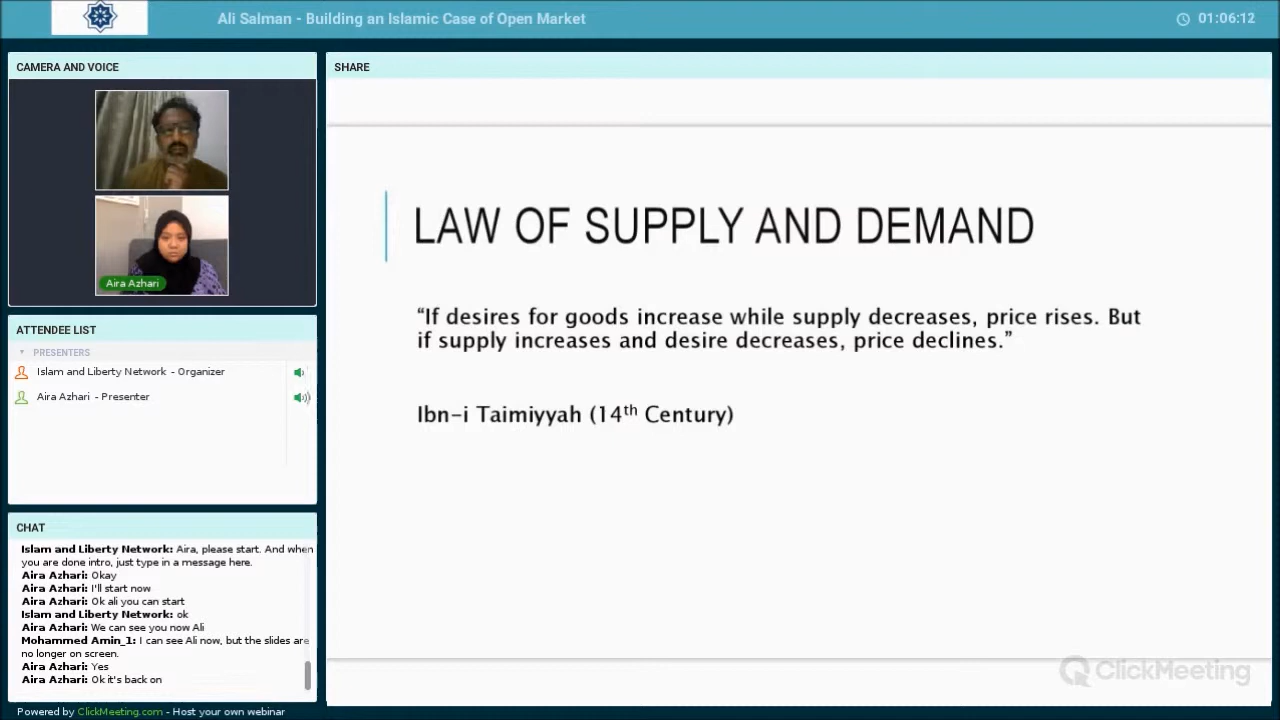 Ali Salman - Building an Islamic Case of Open Market
01:06:12
CAMERA AND VOICE
Aira Azhari
ATTENDEE LIST
PRESENTERS
Islam and Liberty Network - Organizer
Aira Azhari - Presenter
CHAT
Islam and Liberty Network: Aira, please start. And when
you are done intro, just type in a message here.
Aira Azhari: Okay
Aira Azhari: I'll start now
Aira Azhari: Ok ali you can start
Islam and Liberty Network: ok
Aira Azhari: We can see you now Ali
Mohammed Amin_1: I can see Ali now, but the slides are
no longer on screen.
Aira Azhari: Yes
Aira Azhari: Ok it's back on
SHARE
LAW OF SUPPLY AND DEMAND
“If desires for goods increase while supply decreases, price rises. But
if supply increases and desire decreases, price declines.”
Ibn-i Taimiyyah (14th Century)
ClickMeeting
Powered by ClickMeeting.com - Host your own webinar